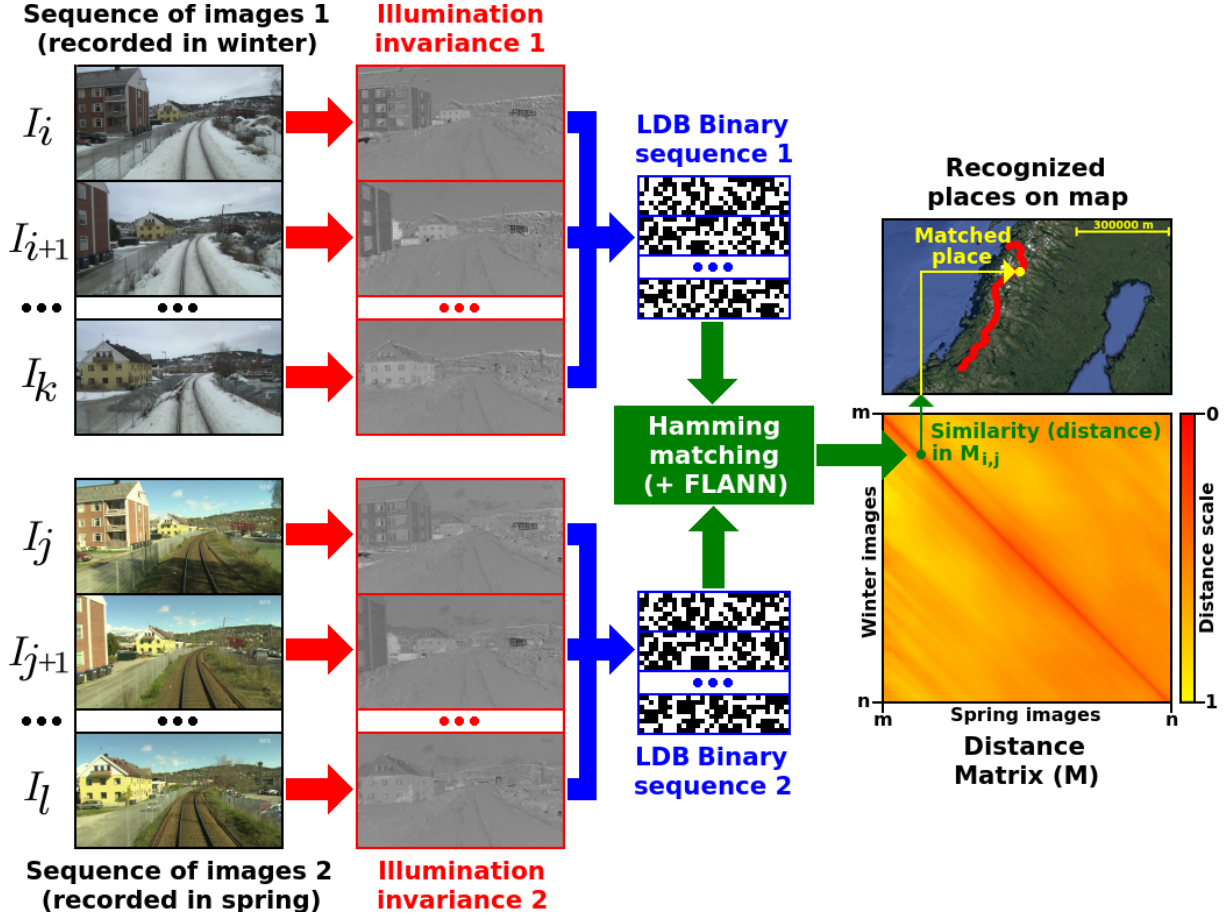 Sequence of images 1
(recorded in winter)
Illumination
invariance 1
I_i
I_{i+1}
•••
•••
•••
I_k
LDB Binary
sequence 1
•••
Hamming
matching
(+ FLANN)
I_j
I_{j+1}
•••
•••
•••
I_l
Sequence of images 2
(recorded in spring)
Illumination
invariance 2
•••
LDB Binary
sequence 2
Recognized
places on map
300000 m
Matched
place
m
Similarity (distance)
in M_{i,j}
Winter images
n
m
Spring images
n
0
Distance scale
1
Distance
Matrix (M)